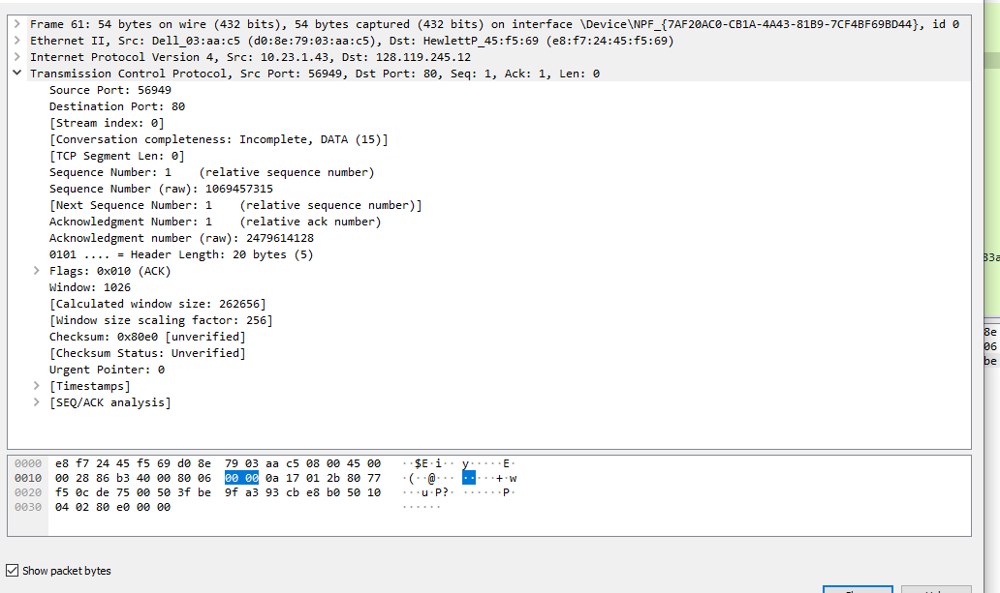 Frame 61: 54 bytes on wire (432 bits), 54 bytes captured (432 bits) on interface \Device\NPF_{7AF20AC0-CB1A-4A43-81B9-7CF4BF69BD44}, id 0
Ethernet II, Src: Dell_03:aa:c5 (d0:8e:79:03:aa:c5), Dst: HewlettP_45:f5:69 (e8:f7:24:45:f5:69)
Internet Protocol Version 4, Src: 10.23.1.43, Dst: 128.119.245.12
Transmission Control Protocol, Src Port: 56949, Dst Port: 80, Seq: 1, Ack: 1, Len: 0
Source Port: 56949
Destination Port: 80
[Stream index: 0]
[Conversation completeness: Incomplete, DATA (15)]
[TCP Segment Len: 0]
Sequence Number: 1    (relative sequence number)
Sequence Number (raw): 1069457315
[Next Sequence Number: 1    (relative sequence number)]
Acknowledgment Number: 1    (relative ack number)
Acknowledgment number (raw): 2479614128
0101 .... = Header Length: 20 bytes (5)
Flags: 0x010 (ACK)
Window: 1026
[Calculated window size: 262656]
[Window size scaling factor: 256]
Checksum: 0x80e0 [unverified]
[Checksum Status: Unverified]
Urgent Pointer: 0
[Timestamps]
[SEQ/ACK analysis]
83a
8e
06
be
0000 e8 f7 24 45 f5 69 d0 8e 79 03 aa c5 08 00 45 00 ··$E·i·· y·····E·
0010 00 28 86 b3 40 00 80 06 00 00 0a 17 01 2b 80 77 ·(··@··· ·····+·w
0020 f5 0c de 75 00 50 3f be 9f a3 93 cb e8 b0 50 10 ···u·P?· ······P·
0030 04 02 80 e0 00 00 ······
Show packet bytes